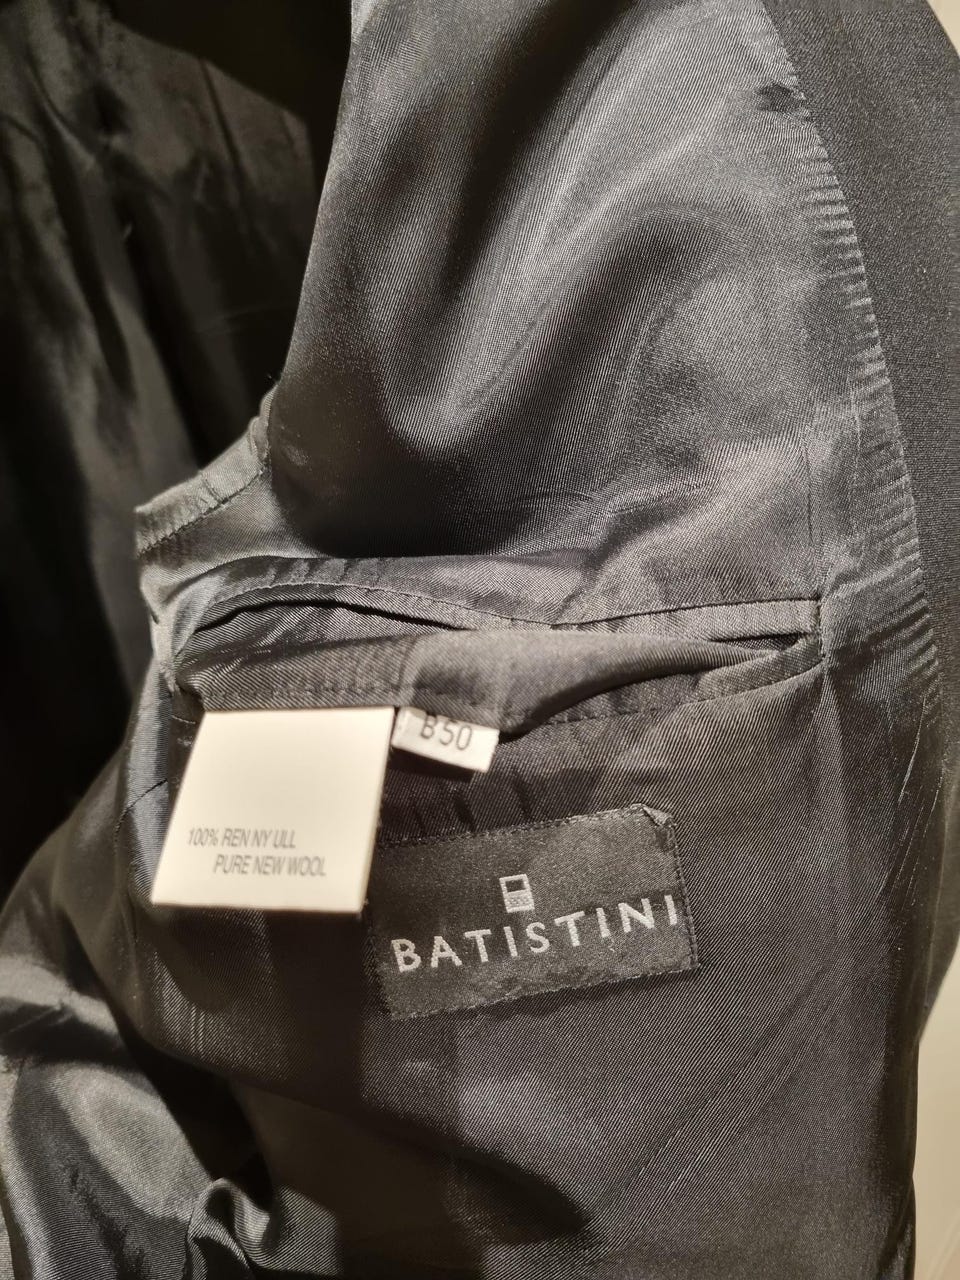 B50
100% REN NY ULL
PURE NEW WOOL
BATISTINI